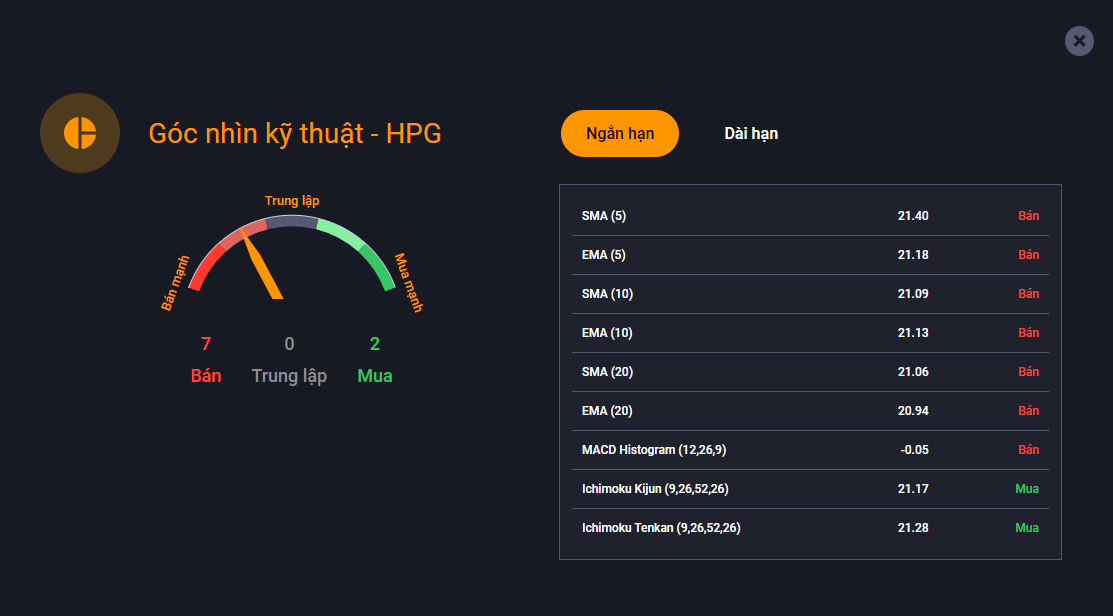 Góc nhìn kỹ thuật - HPG
Trung lập
Bán mạnh
Mua mạnh
7 0 2
Bán Trung lập Mua
Ngắn hạn Dài hạn
SMA (5) 21.40 Bán
EMA (5) 21.18 Bán
SMA (10) 21.09 Bán
EMA (10) 21.13 Bán
SMA (20) 21.06 Bán
EMA (20) 20.94 Bán
MACD Histogram (12,26,9) -0.05 Bán
Ichimoku Kijun (9,26,52,26) 21.17 Mua
Ichimoku Tenkan (9,26,52,26) 21.28 Mua